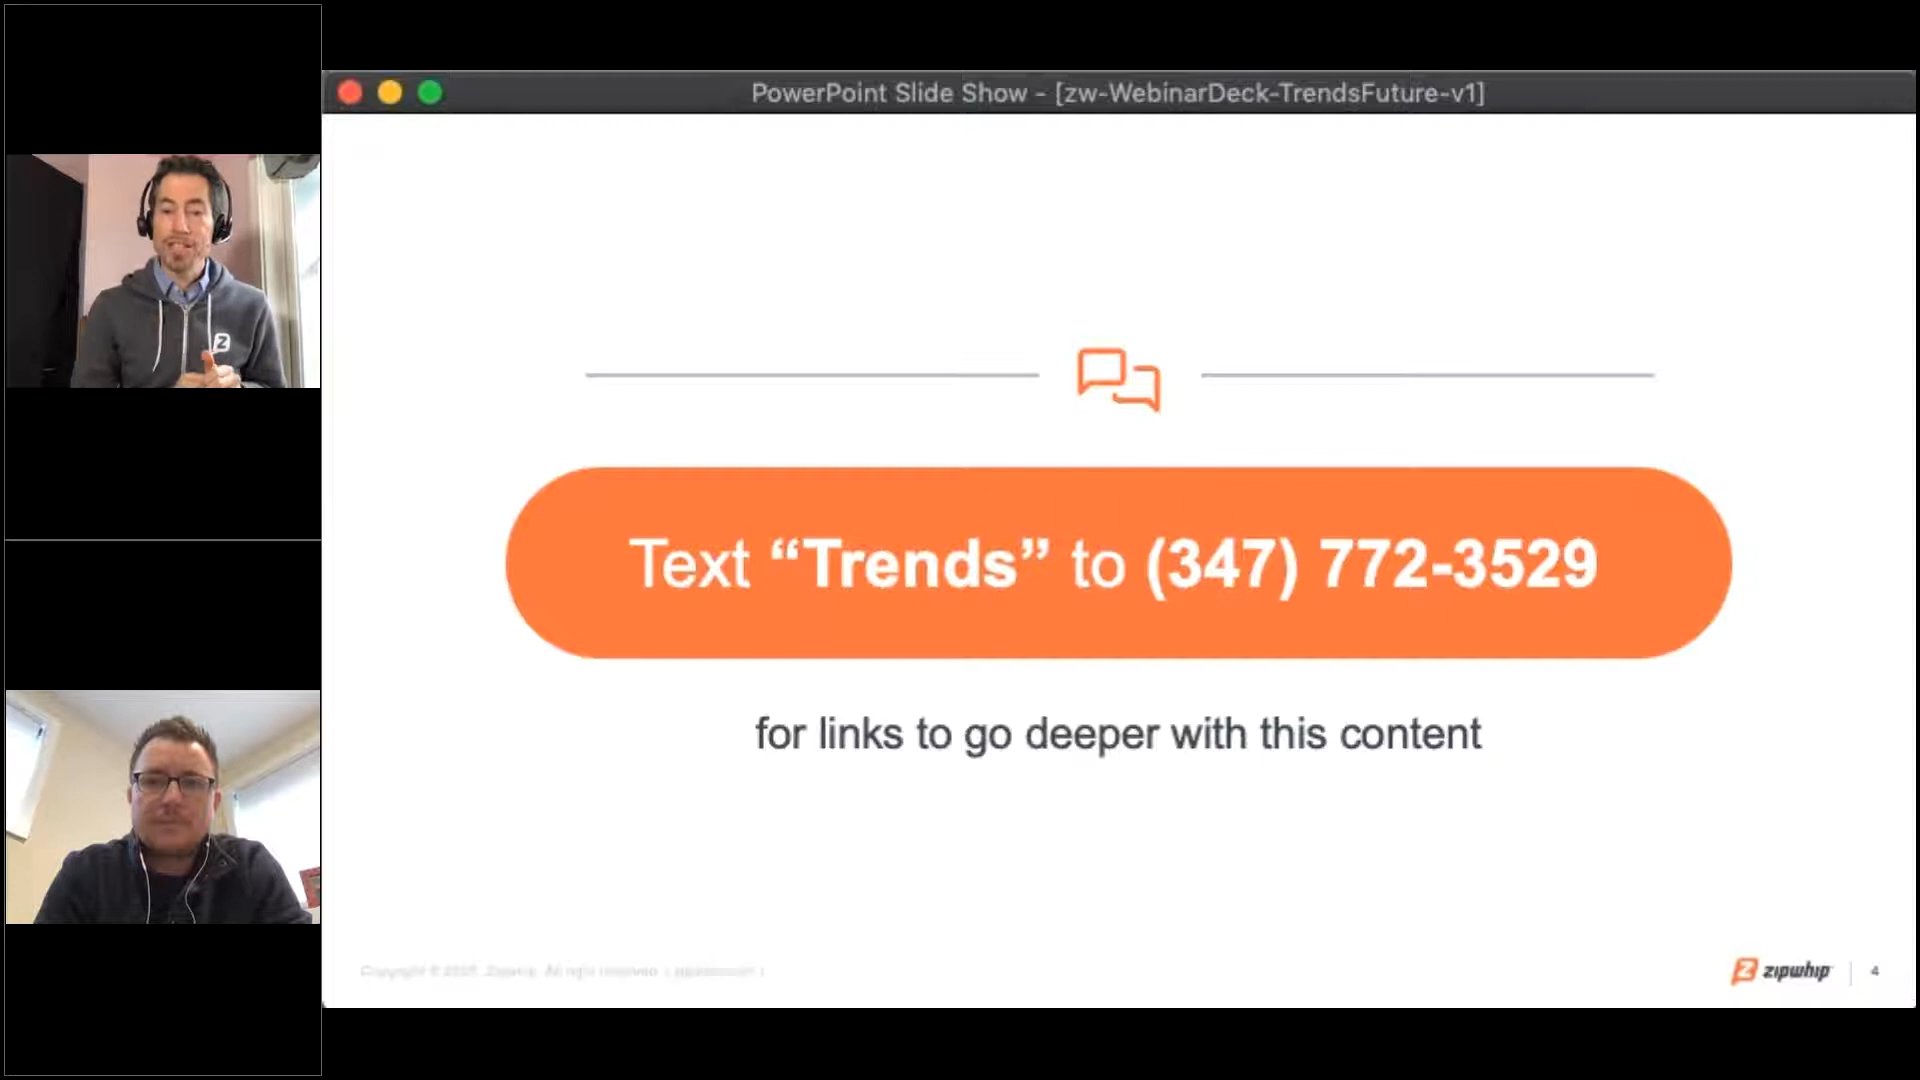 PowerPoint Slide Show - [zw-WebinarDeck-TrendsFuture-v1]
Text “Trends” to (347) 772-3529
for links to go deeper with this content
zipwhip
4